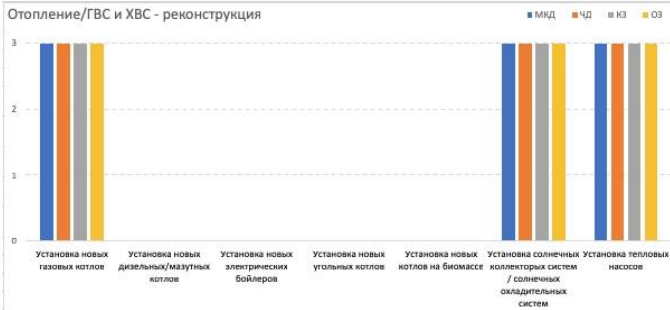 Отопление/ГВС и ХВС - реконструкция
МКД ЧД КЗ ОЗ
3
2
1
0
Установка новых
газовых котлов
Установка новых
дизельных/мазутных
котлов
Установка новых
электрических
бойлеров
Установка новых
угольных котлов
Установка новых
котлов на биомассе
Установка солнечных
коллекторых систем
/ солнечных
охладительных
систем
Установка тепловых
насосов